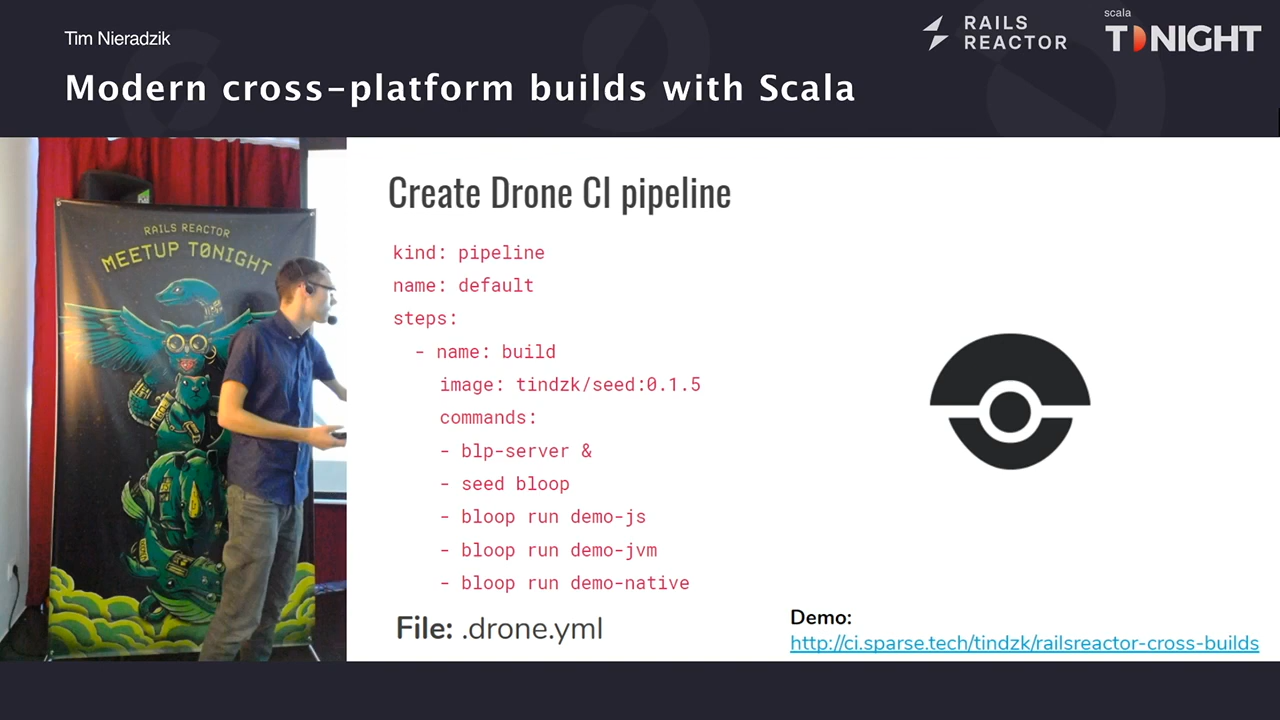 Tim Nieradzik
Modern cross-platform builds with Scala
RAILS
REACTOR
scala
TONIGHT
RAILS REACTOR
MEETUP T0NIGHT
Create Drone CI pipeline
kind: pipeline
name: default
steps:
- name: build
image: tindzk/seed:0.1.5
commands:
- blp-server &
- seed bloop
- bloop run demo-js
- bloop run demo-jvm
- bloop run demo-native
File: .drone.yml
Demo:
http://ci.sparse.tech/tindzk/railsreactor-cross-builds